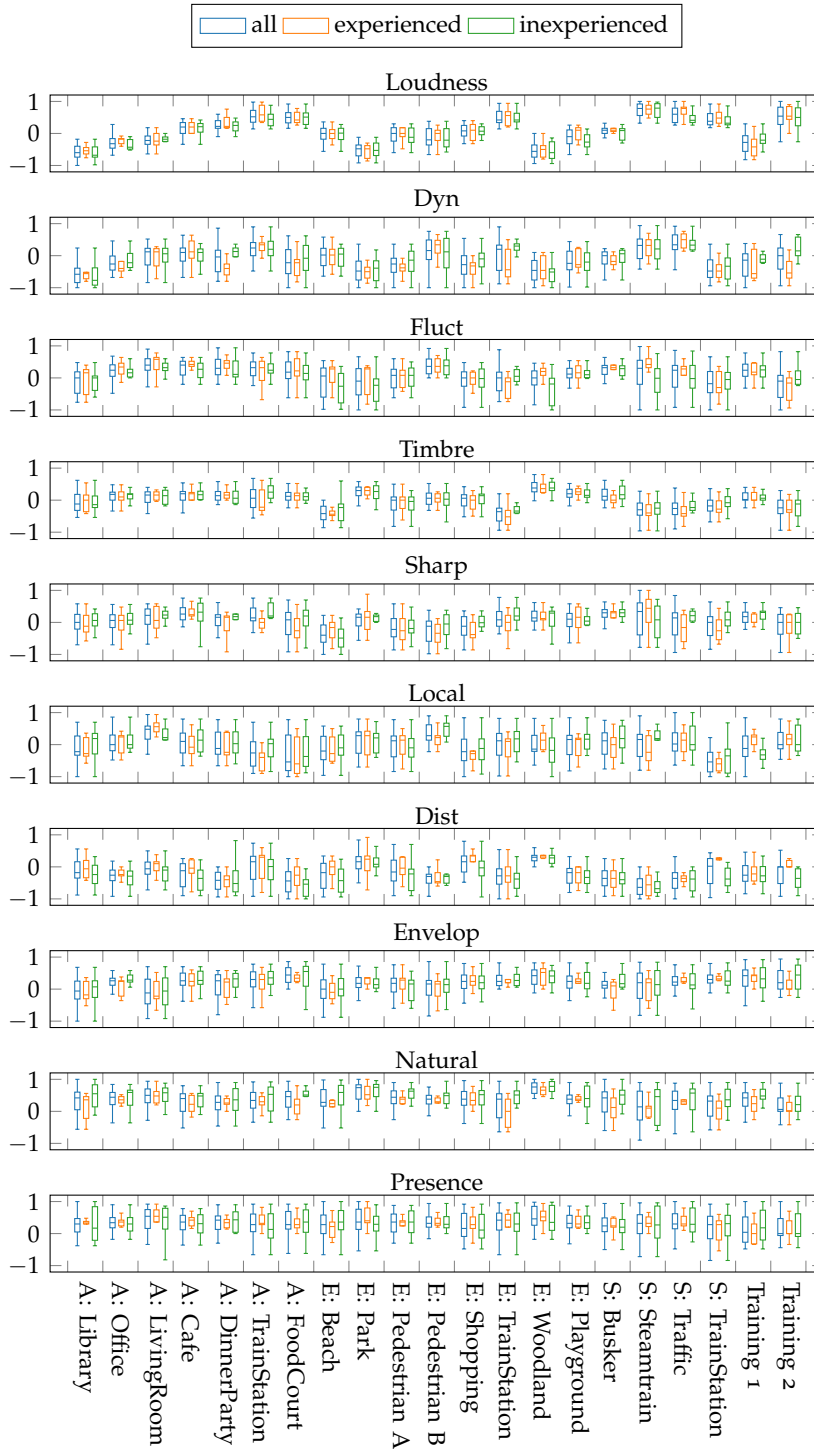 all experienced inexperienced
Loudness
1
0
−1
Dyn
1
0
−1
Fluct
1
0
−1
Timbre
1
0
−1
Sharp
1
0
−1
Local
1
0
−1
Dist
1
0
−1
Envelop
1
0
−1
Natural
1
0
−1
Presence
1
0
−1
A: Library
A: Office
A: LivingRoom
A: Cafe
A: DinnerParty
A: TrainStation
A: FoodCourt
E: Beach
E: Park
E: Pedestrian A
E: Pedestrian B
E: Shopping
E: TrainStation
E: Woodland
E: Playground
S: Busker
S: Steamtrain
S: Traffic
S: TrainStation
Training 1
Training 2